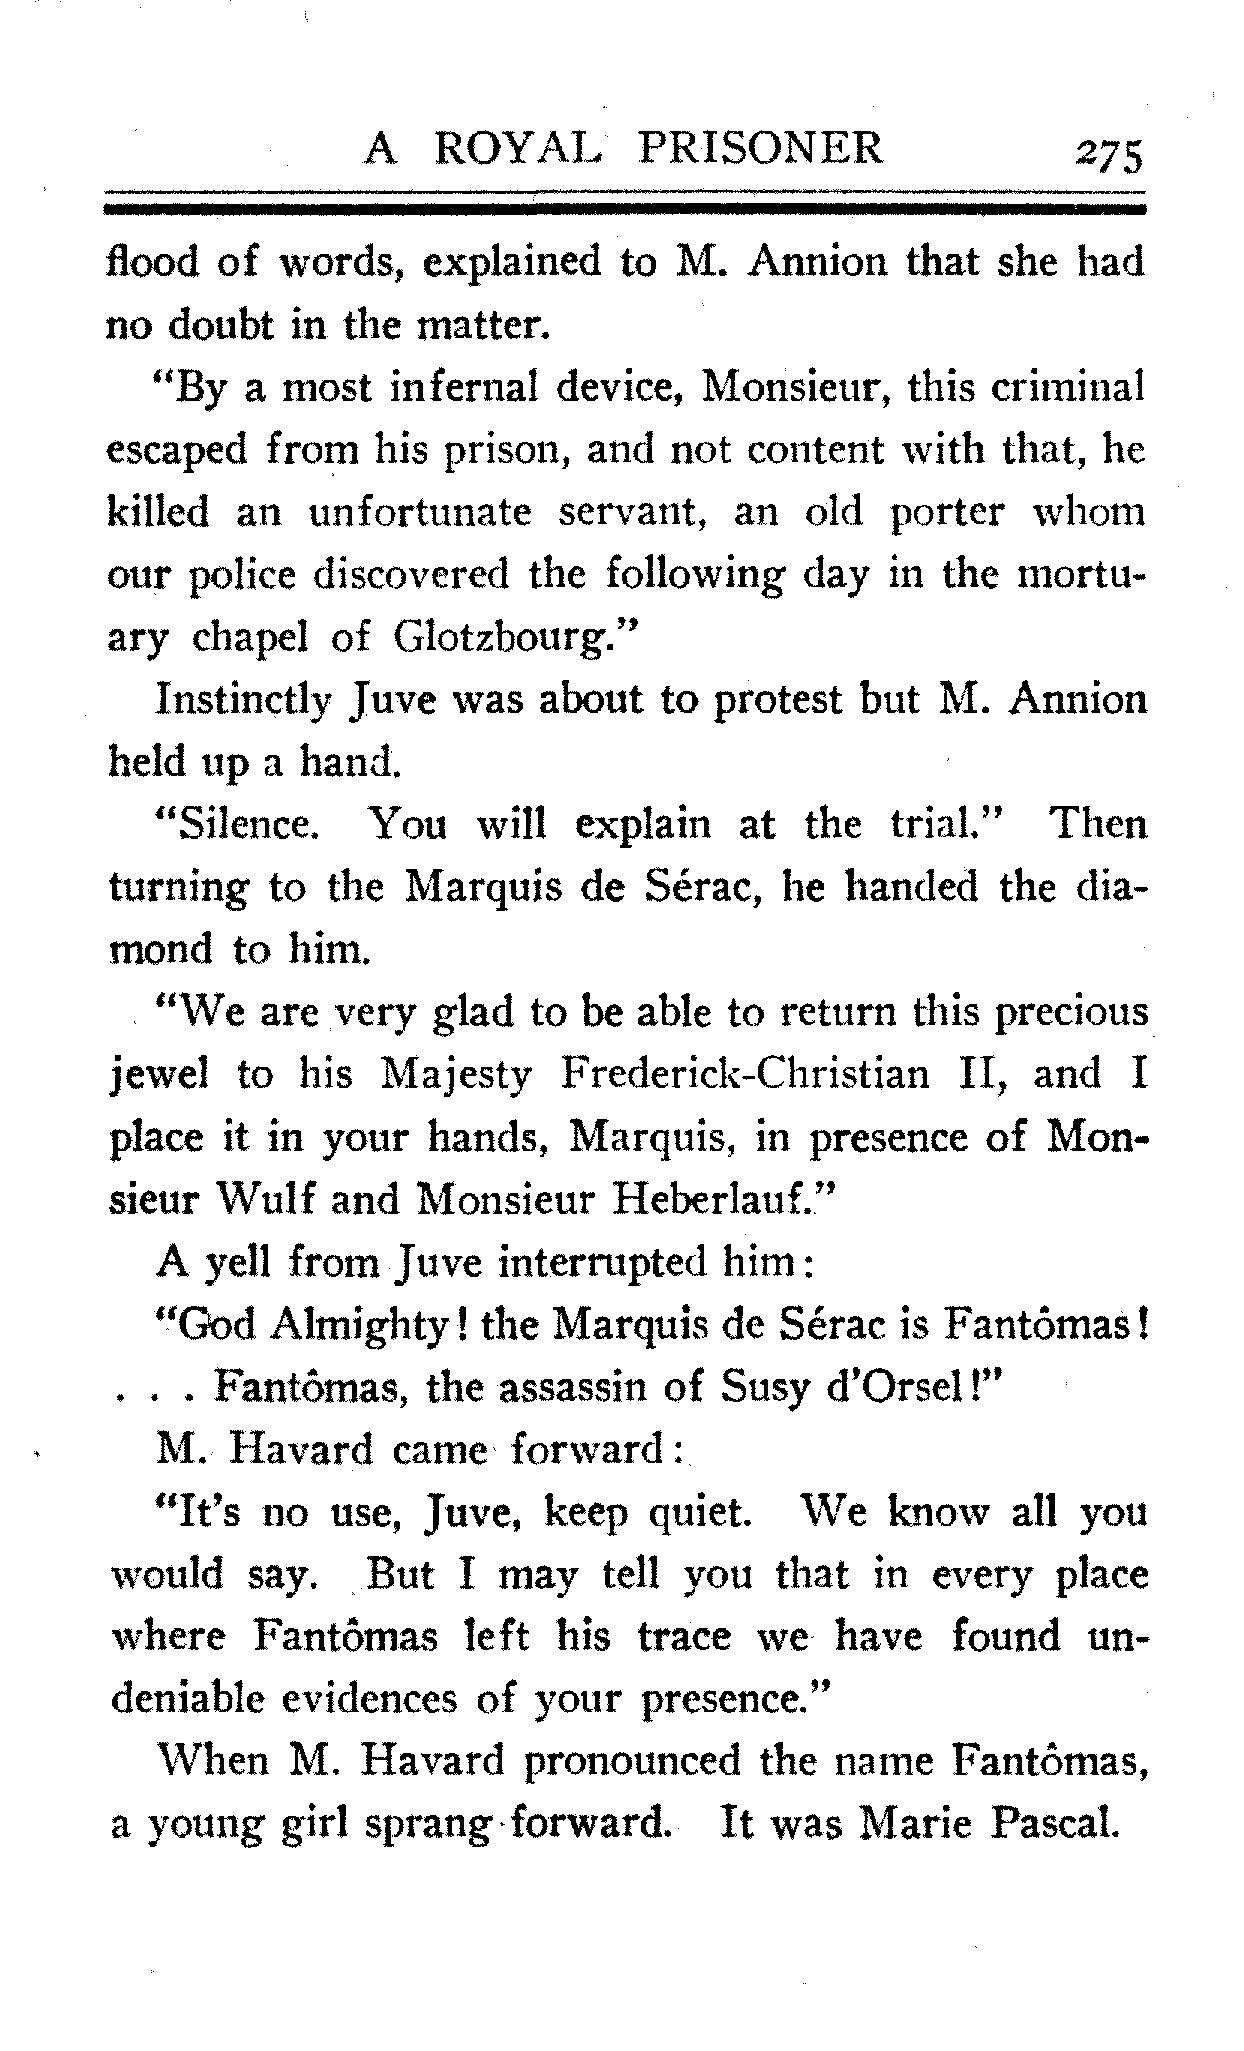 A ROYAL PRISONER 275
flood of words, explained to M. Annion that she had
no doubt in the matter.
“By a most infernal device, Monsieur, this criminal
escaped from his prison, and not content with that, he
killed an unfortunate servant, an old porter whom
our police discovered the following day in the mortu-
ary chapel of Glotzbourg.”
Instinctly Juve was about to protest but M. Annion
held up a hand.
“Silence. You will explain at the trial.” Then
turning to the Marquis de Sérac, he handed the dia-
mond to him.
“We are very glad to be able to return this precious
jewel to his Majesty Frederick-Christian II, and I
place it in your hands, Marquis, in presence of Mon-
sieur Wulf and Monsieur Heberlauf.”
A yell from Juve interrupted him:
“God Almighty! the Marquis de Sérac is Fantômas!
. . . Fantômas, the assassin of Susy d’Orsel!”
M. Havard came forward:
“It’s no use, Juve, keep quiet. We know all you
would say. But I may tell you that in every place
where Fantômas left his trace we have found un-
deniable evidences of your presence.”
When M. Havard pronounced the name Fantômas,
a young girl sprang forward. It was Marie Pascal.